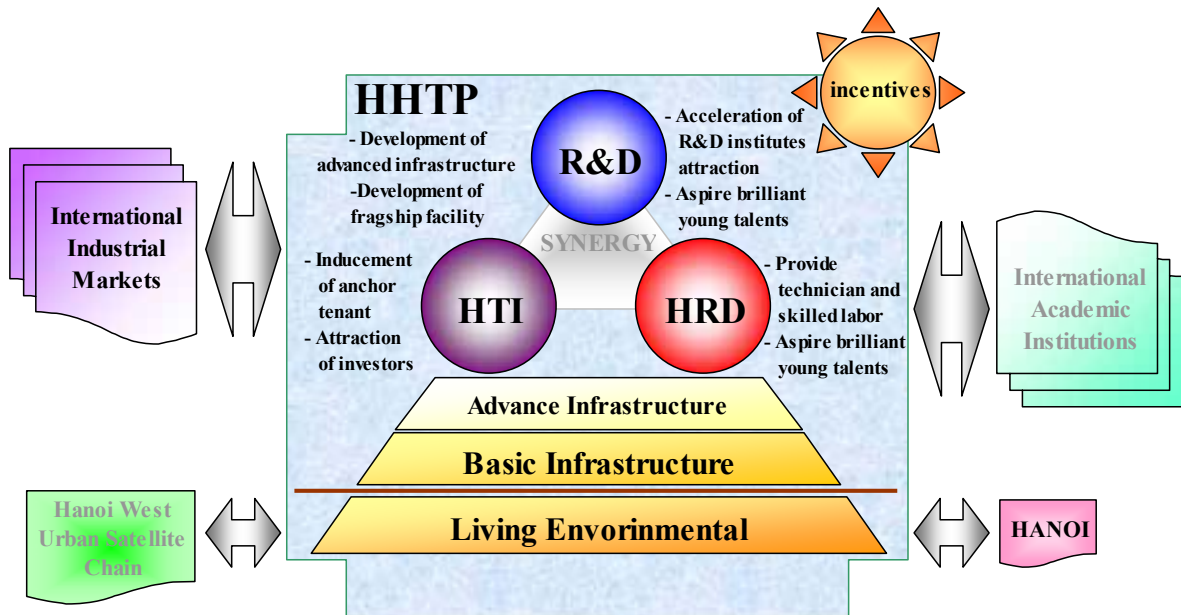 HHTP
- Development of
advanced infrastructure
-Development of
fragship facility
R&D
- Acceleration of
R&D institutes
attraction
- Aspire brilliant
young talents
incentives
International
Industrial
Markets
SYNERGY
- Inducement
of anchor
tenant
- Attraction
of investors
HTI
HRD
- Provide
technician and
skilled labor
- Aspire brilliant
young talents
International
Academic
Institutions
Advance Infrastructure
Basic Infrastructure
Hanoi West
Urban Satellite
Chain
Living Envorinmental
HANOI